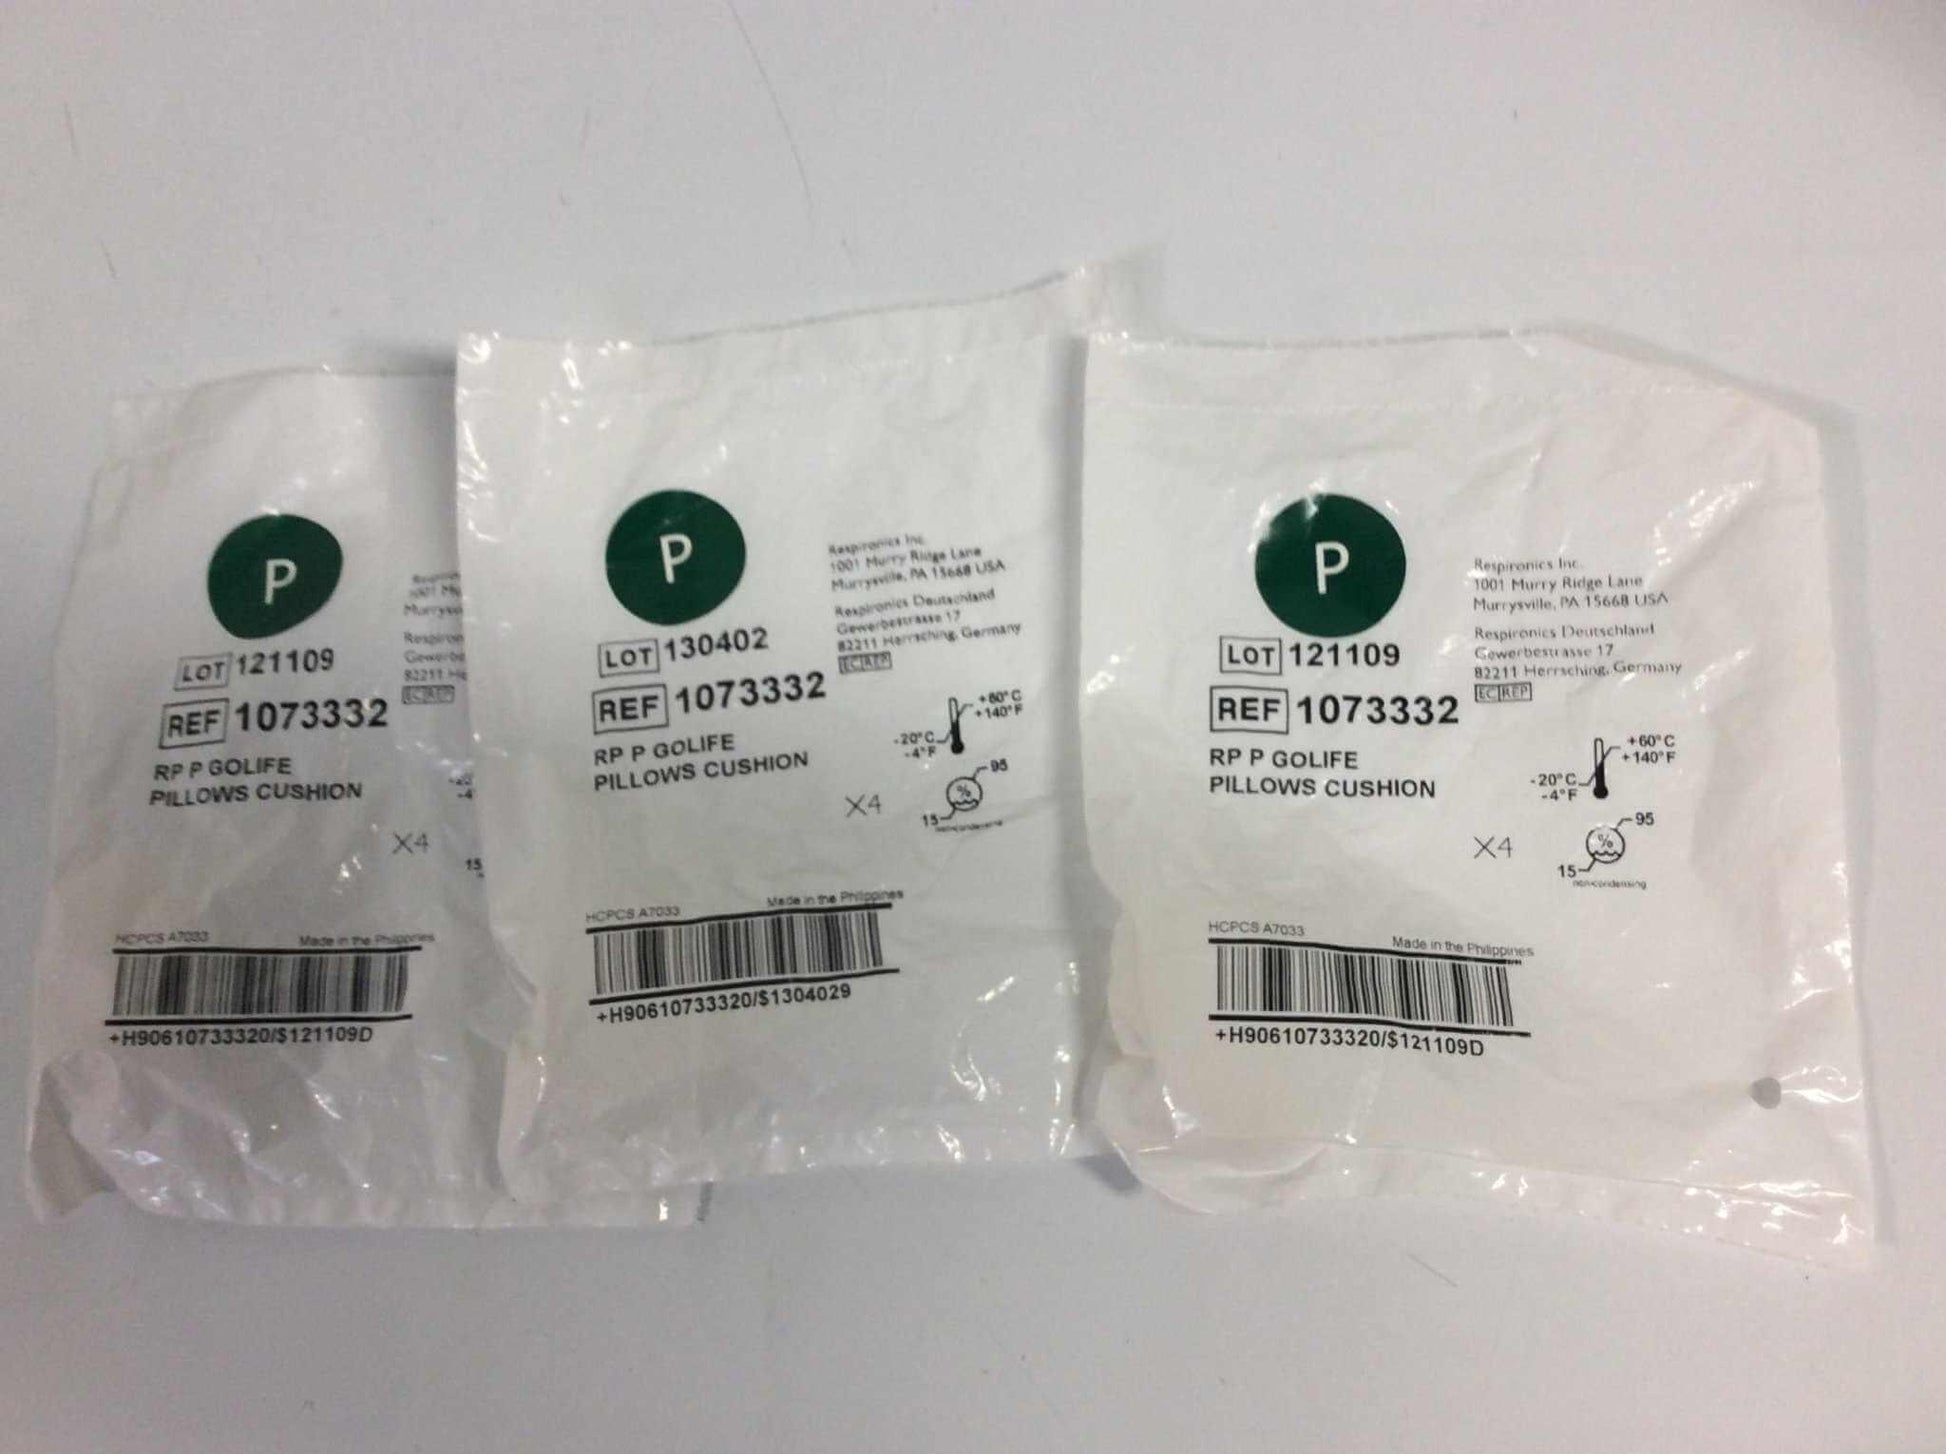 P
LOT 121109
REF 1073332
RP P GOLIFE
PILLOWS CUSHION
X4
15
HCPCS A7033
Made in the Philippines
+H90610733320/$121109D
P
Respironics Inc.
1001 Murry Ridge Lane
Murrysville, PA 15668 USA
Respironics Deutschland
Gewerbestrasse 17
82211 Herrsching, Germany
EC REP
LOT 130402
REF 1073332
RP P GOLIFE
PILLOWS CUSHION
+60°C
+140°F
-20°C
-4°F
95
%
15
non-condensing
X4
HCPCS A7033
Made in the Philippines
+H90610733320/$1304029
P
Respironics Inc.
1001 Murry Ridge Lane
Murrysville, PA 15668 USA
Respironics Deutschland
Gewerbestrasse 17
82211 Herrsching, Germany
EC REP
LOT 121109
REF 1073332
RP P GOLIFE
PILLOWS CUSHION
+60°C
+140°F
-20°C
-4°F
95
%
15
non-condensing
X4
HCPCS A7033
Made in the Philippines
+H90610733320/$121109D